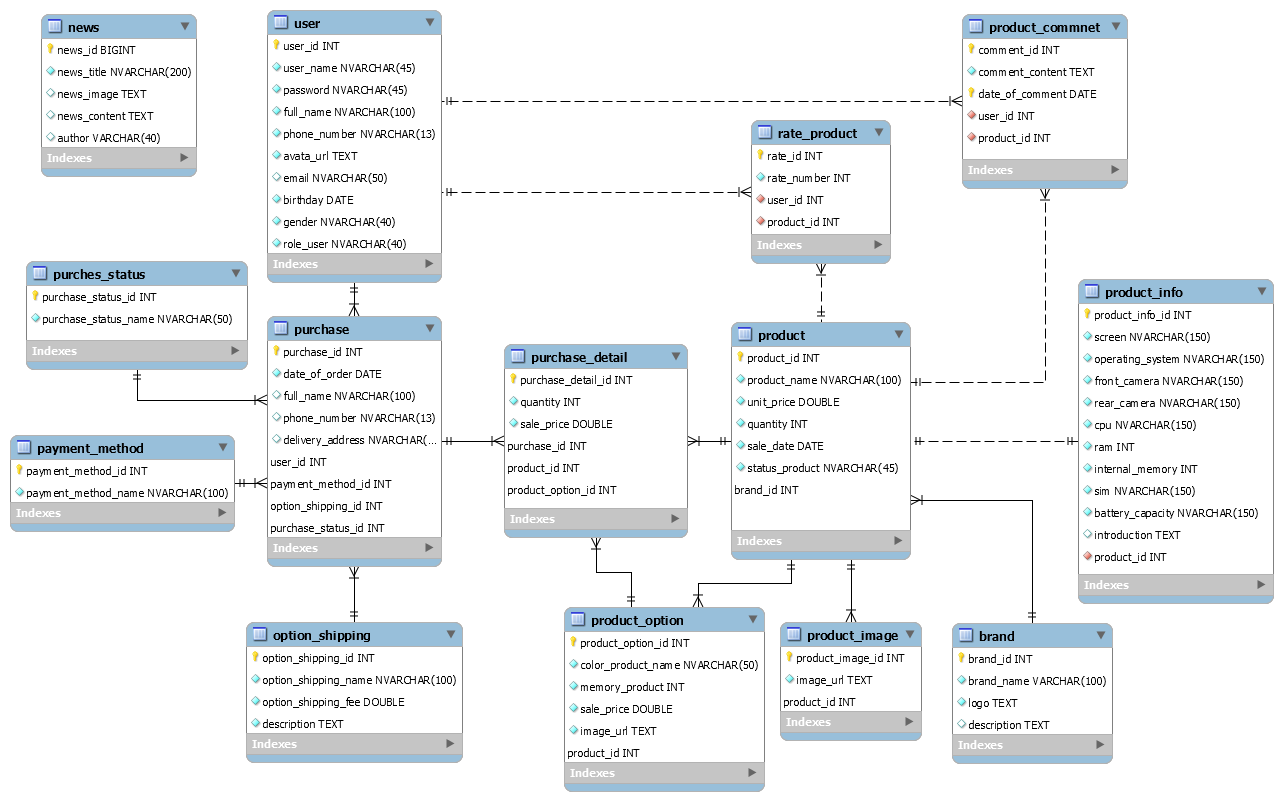 news
news_id BIGINT
news_title NVARCHAR(200)
news_image TEXT
news_content TEXT
author VARCHAR(40)
Indexes
user
user_id INT
user_name NVARCHAR(45)
password NVARCHAR(45)
full_name NVARCHAR(100)
phone_number NVARCHAR(13)
avata_url TEXT
email NVARCHAR(50)
birthday DATE
gender NVARCHAR(40)
role_user NVARCHAR(40)
Indexes
product_commnet
comment_id INT
comment_content TEXT
date_of_comment DATE
user_id INT
product_id INT
Indexes
rate_product
rate_id INT
rate_number INT
user_id INT
product_id INT
Indexes
purches_status
purchase_status_id INT
purchase_status_name NVARCHAR(50)
Indexes
purchase
purchase_id INT
date_of_order DATE
full_name NVARCHAR(100)
phone_number NVARCHAR(13)
delivery_address NVARCHAR(...
user_id INT
payment_method_id INT
option_shipping_id INT
purchase_status_id INT
Indexes
purchase_detail
purchase_detail_id INT
quantity INT
sale_price DOUBLE
purchase_id INT
product_id INT
product_option_id INT
Indexes
product
product_id INT
product_name NVARCHAR(100)
unit_price DOUBLE
quantity INT
sale_date DATE
status_product NVARCHAR(45)
brand_id INT
Indexes
product_info
product_info_id INT
screen NVARCHAR(150)
operating_system NVARCHAR(150)
front_camera NVARCHAR(150)
rear_camera NVARCHAR(150)
cpu NVARCHAR(150)
ram INT
internal_memory INT
sim NVARCHAR(150)
battery_capacity NVARCHAR(150)
introduction TEXT
product_id INT
Indexes
payment_method
payment_method_id INT
payment_method_name NVARCHAR(100)
Indexes
option_shipping
option_shipping_id INT
option_shipping_name NVARCHAR(100)
option_shipping_fee DOUBLE
description TEXT
Indexes
product_option
product_option_id INT
color_product_name NVARCHAR(50)
memory_product INT
sale_price DOUBLE
image_url TEXT
product_id INT
Indexes
product_image
product_image_id INT
image_url TEXT
product_id INT
Indexes
brand
brand_id INT
brand_name VARCHAR(100)
logo TEXT
description TEXT
Indexes